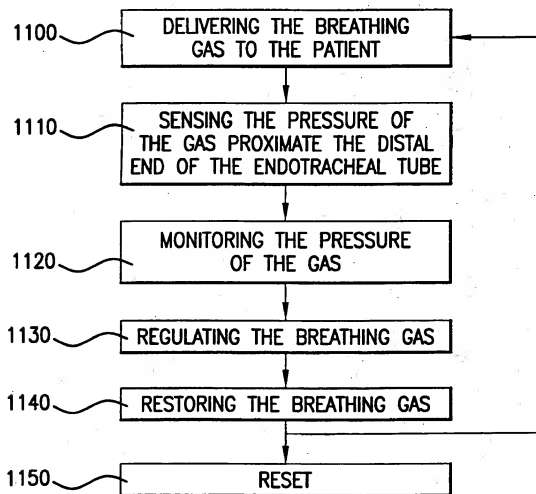 1100
DELIVERING THE BREATHING
GAS TO THE PATIENT
1110
SENSING THE PRESSURE OF
THE GAS PROXIMATE THE DISTAL
END OF THE ENDOTRACHEAL TUBE
1120
MONITORING THE PRESSURE
OF THE GAS
1130
REGULATING THE BREATHING GAS
1140
RESTORING THE BREATHING GAS
1150
RESET